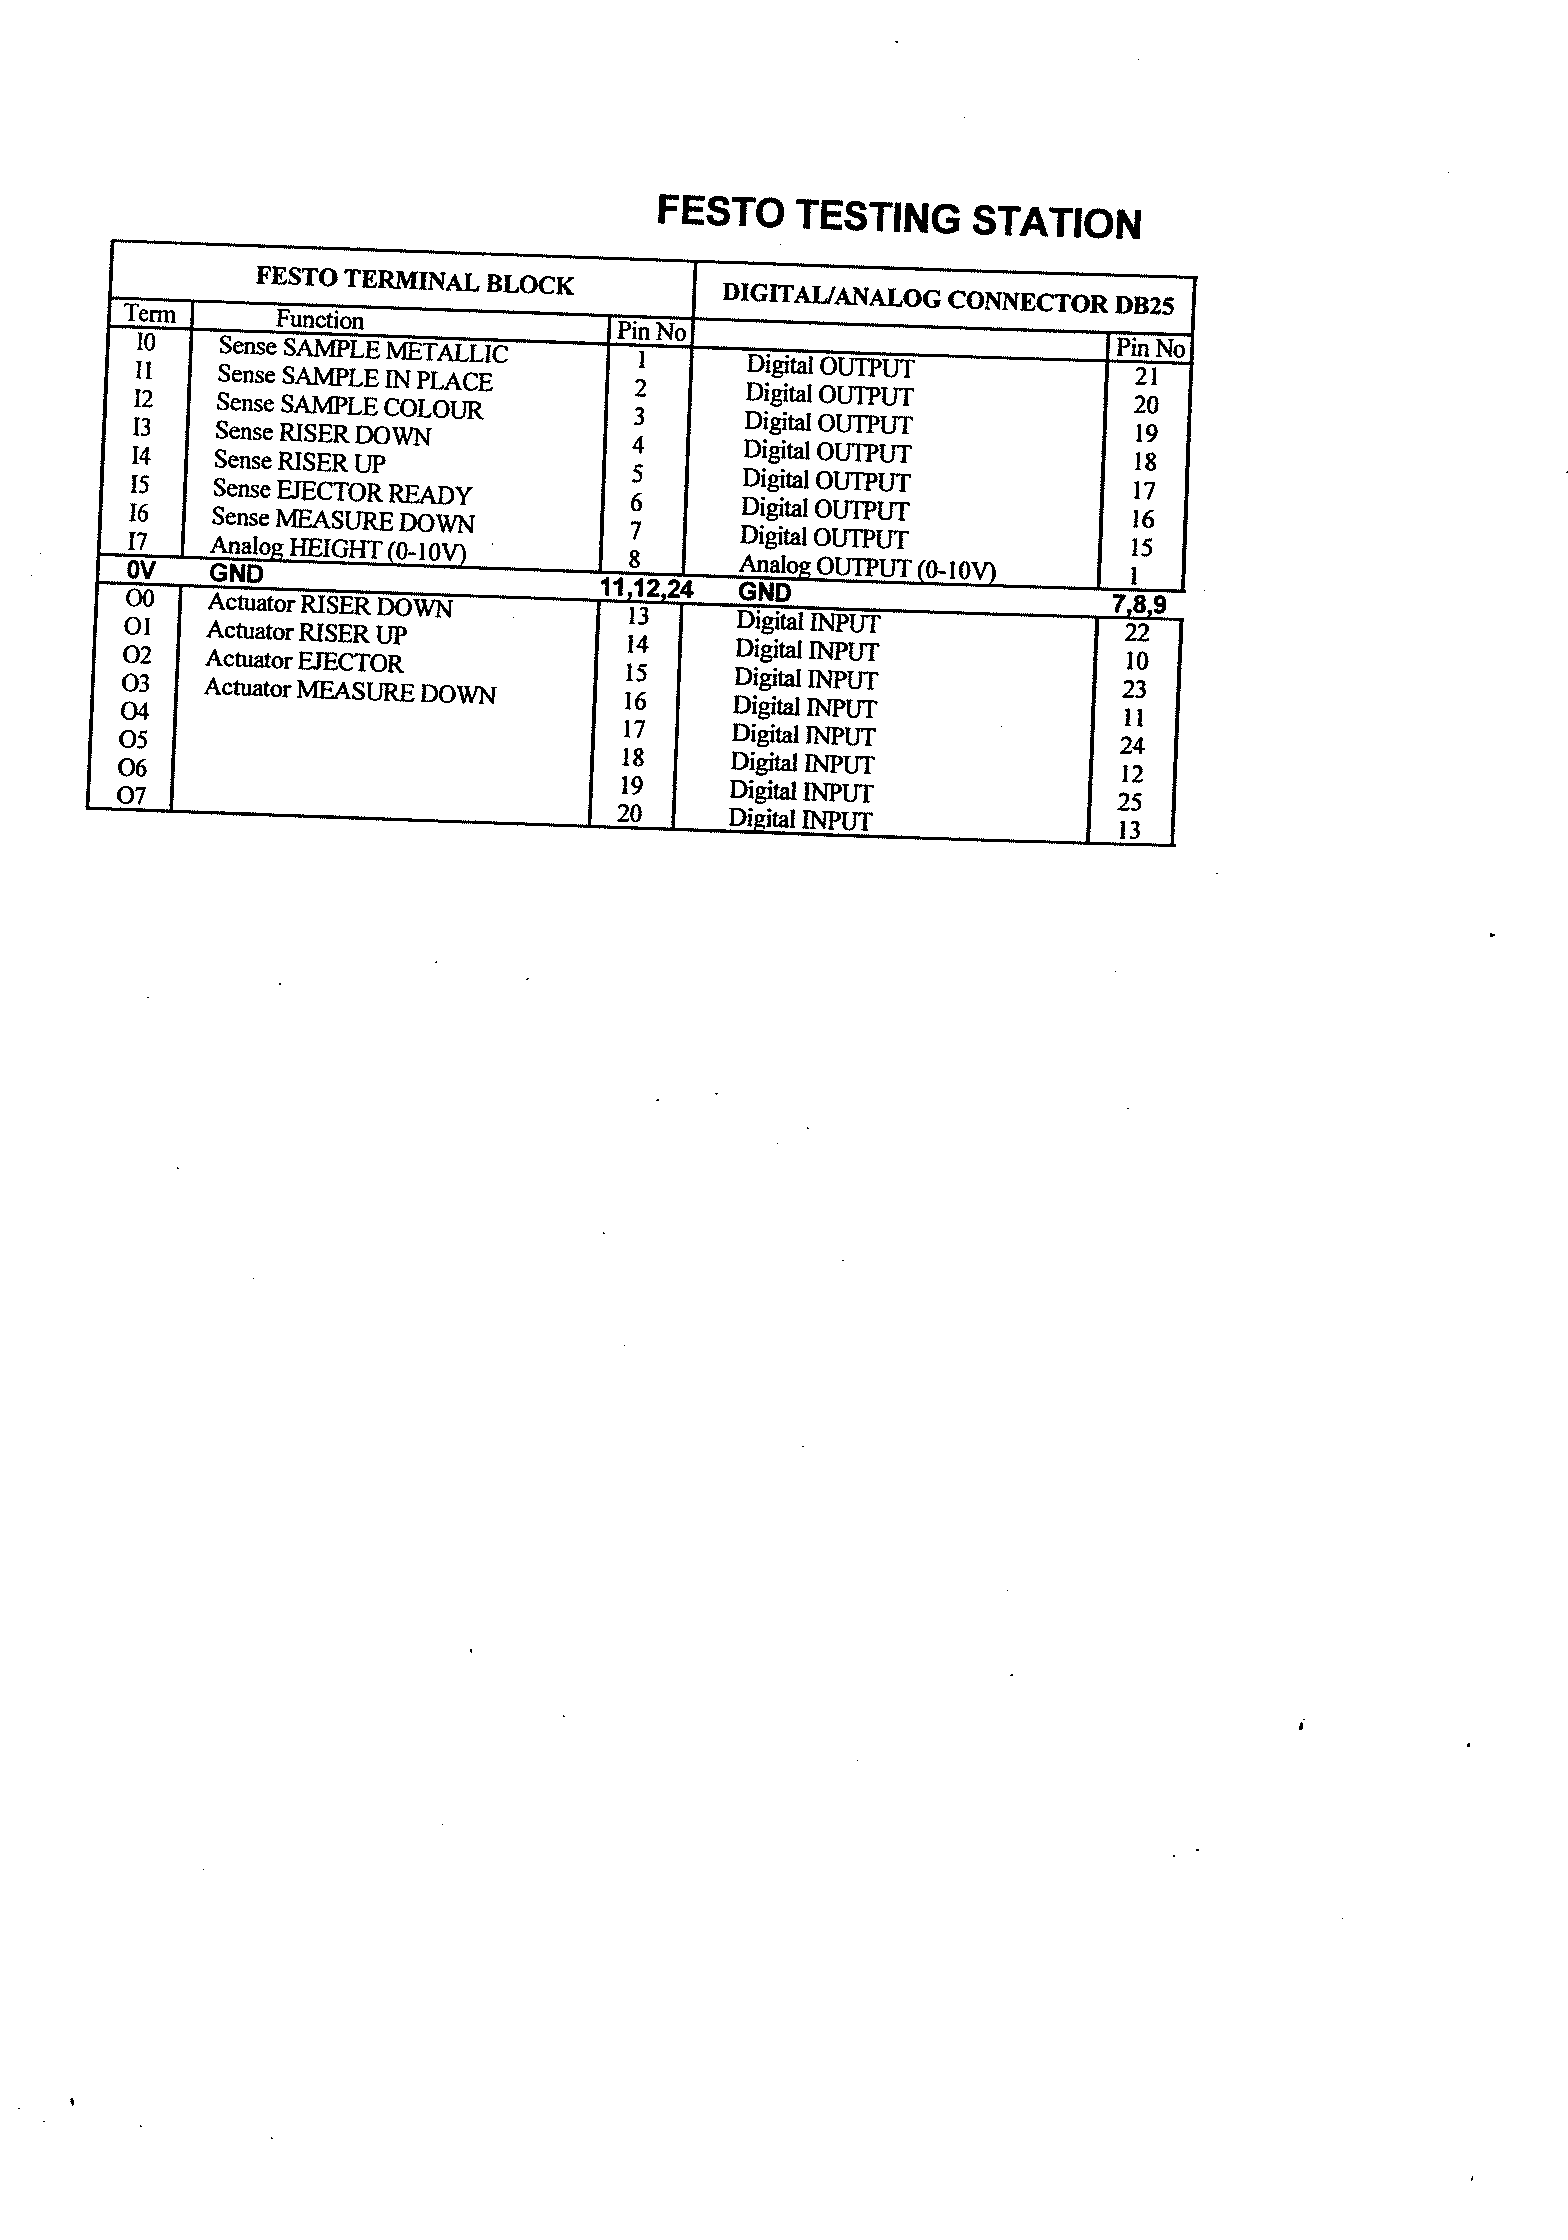 FESTO TESTING STATION
FESTO TERMINAL BLOCK DIGITAL/ANALOG CONNECTOR DB25
Term Function Pin No Pin No
I0 Sense SAMPLE METALLIC 1 Digital OUTPUT 21
I1 Sense SAMPLE IN PLACE 2 Digital OUTPUT 20
I2 Sense SAMPLE COLOUR 3 Digital OUTPUT 19
I3 Sense RISER DOWN 4 Digital OUTPUT 18
I4 Sense RISER UP 5 Digital OUTPUT 17
I5 Sense EJECTOR READY 6 Digital OUTPUT 16
I6 Sense MEASURE DOWN 7 Digital OUTPUT 15
I7 Analog HEIGHT (0-10V) 8 Analog OUTPUT (0-10V) 1
0V GND 11,12,24 GND 7,8,9
O0 Actuator RISER DOWN 13 Digital INPUT 22
O1 Actuator RISER UP 14 Digital INPUT 10
O2 Actuator EJECTOR 15 Digital INPUT 23
O3 Actuator MEASURE DOWN 16 Digital INPUT 11
O4 17 Digital INPUT 24
O5 18 Digital INPUT 12
O6 19 Digital INPUT 25
O7 20 Digital INPUT 13